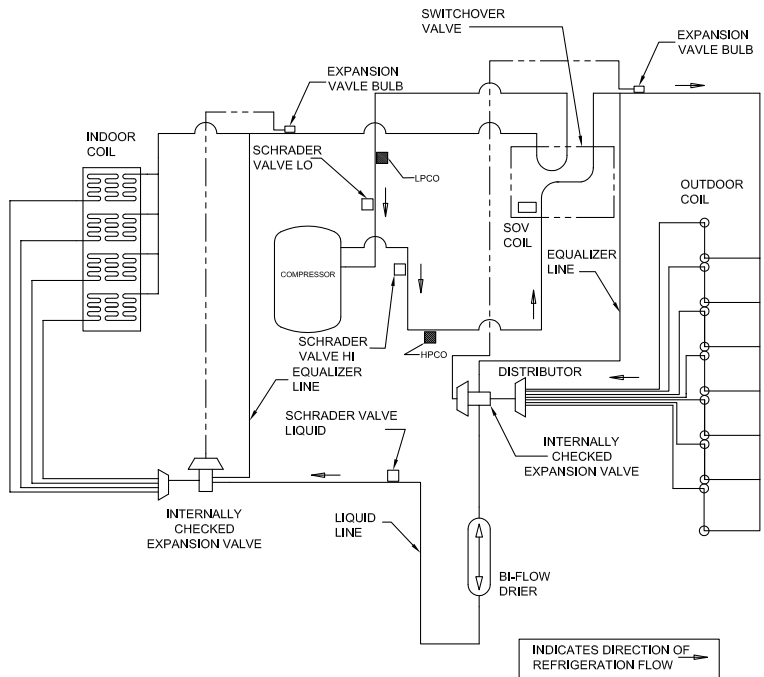 SWITCHOVER
VALVE
EXPANSION
VAVLE BULB
EXPANSION
VAVLE BULB
INDOOR
COIL
SCHRADER
VALVE LO
LPCO
OUTDOOR
COIL
SOV
COIL
EQUALIZER
LINE
COMPRESSOR
SCHRADER
VALVE HI
HPCO
EQUALIZER
LINE
DISTRIBUTOR
SCHRADER VALVE
LIQUID
INTERNALLY
CHECKED
EXPANSION VALVE
INTERNALLY
CHECKED
EXPANSION VALVE
LIQUID
LINE
BI-FLOW
DRIER
INDICATES DIRECTION OF
REFRIGERATION FLOW